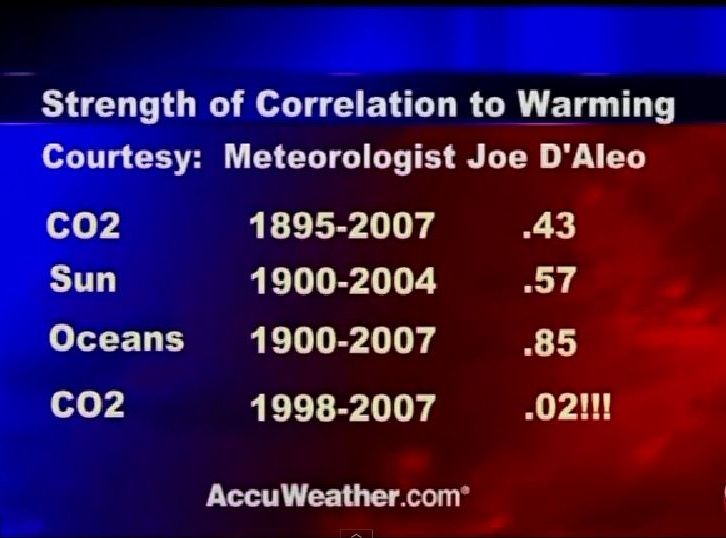 Strength of Correlation to Warming
Courtesy: Meteorologist Joe D'Aleo
CO2 1895-2007 .43
Sun 1900-2004 .57
Oceans 1900-2007 .85
CO2 1998-2007 .02!!!
AccuWeather.com®